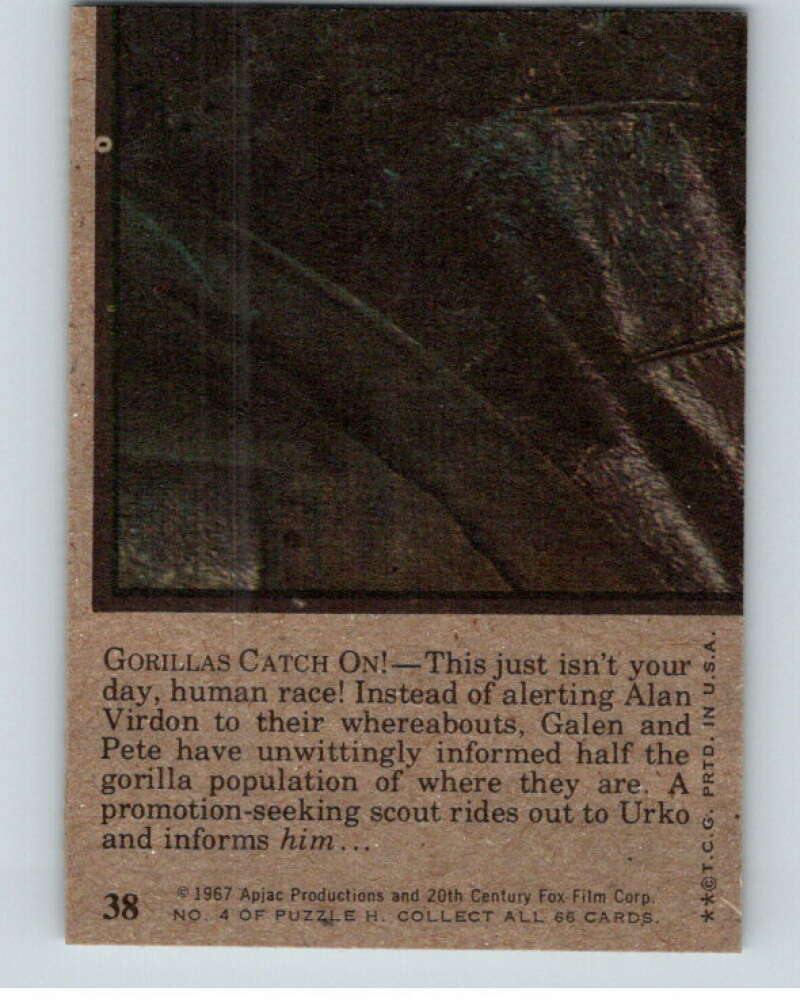 GORILLAS CATCH ON!—This just isn't your
day, human race! Instead of alerting Alan
Virdon to their whereabouts, Galen and
Pete have unwittingly informed half the
gorilla population of where they are. A
promotion-seeking scout rides out to Urko
and informs him...
38
© 1967 Apjac Productions and 20th Century Fox Film Corp.
NO. 4 OF PUZZLE H. COLLECT ALL 66 CARDS.
**©T.C.G. PRTD. IN U.S.A.